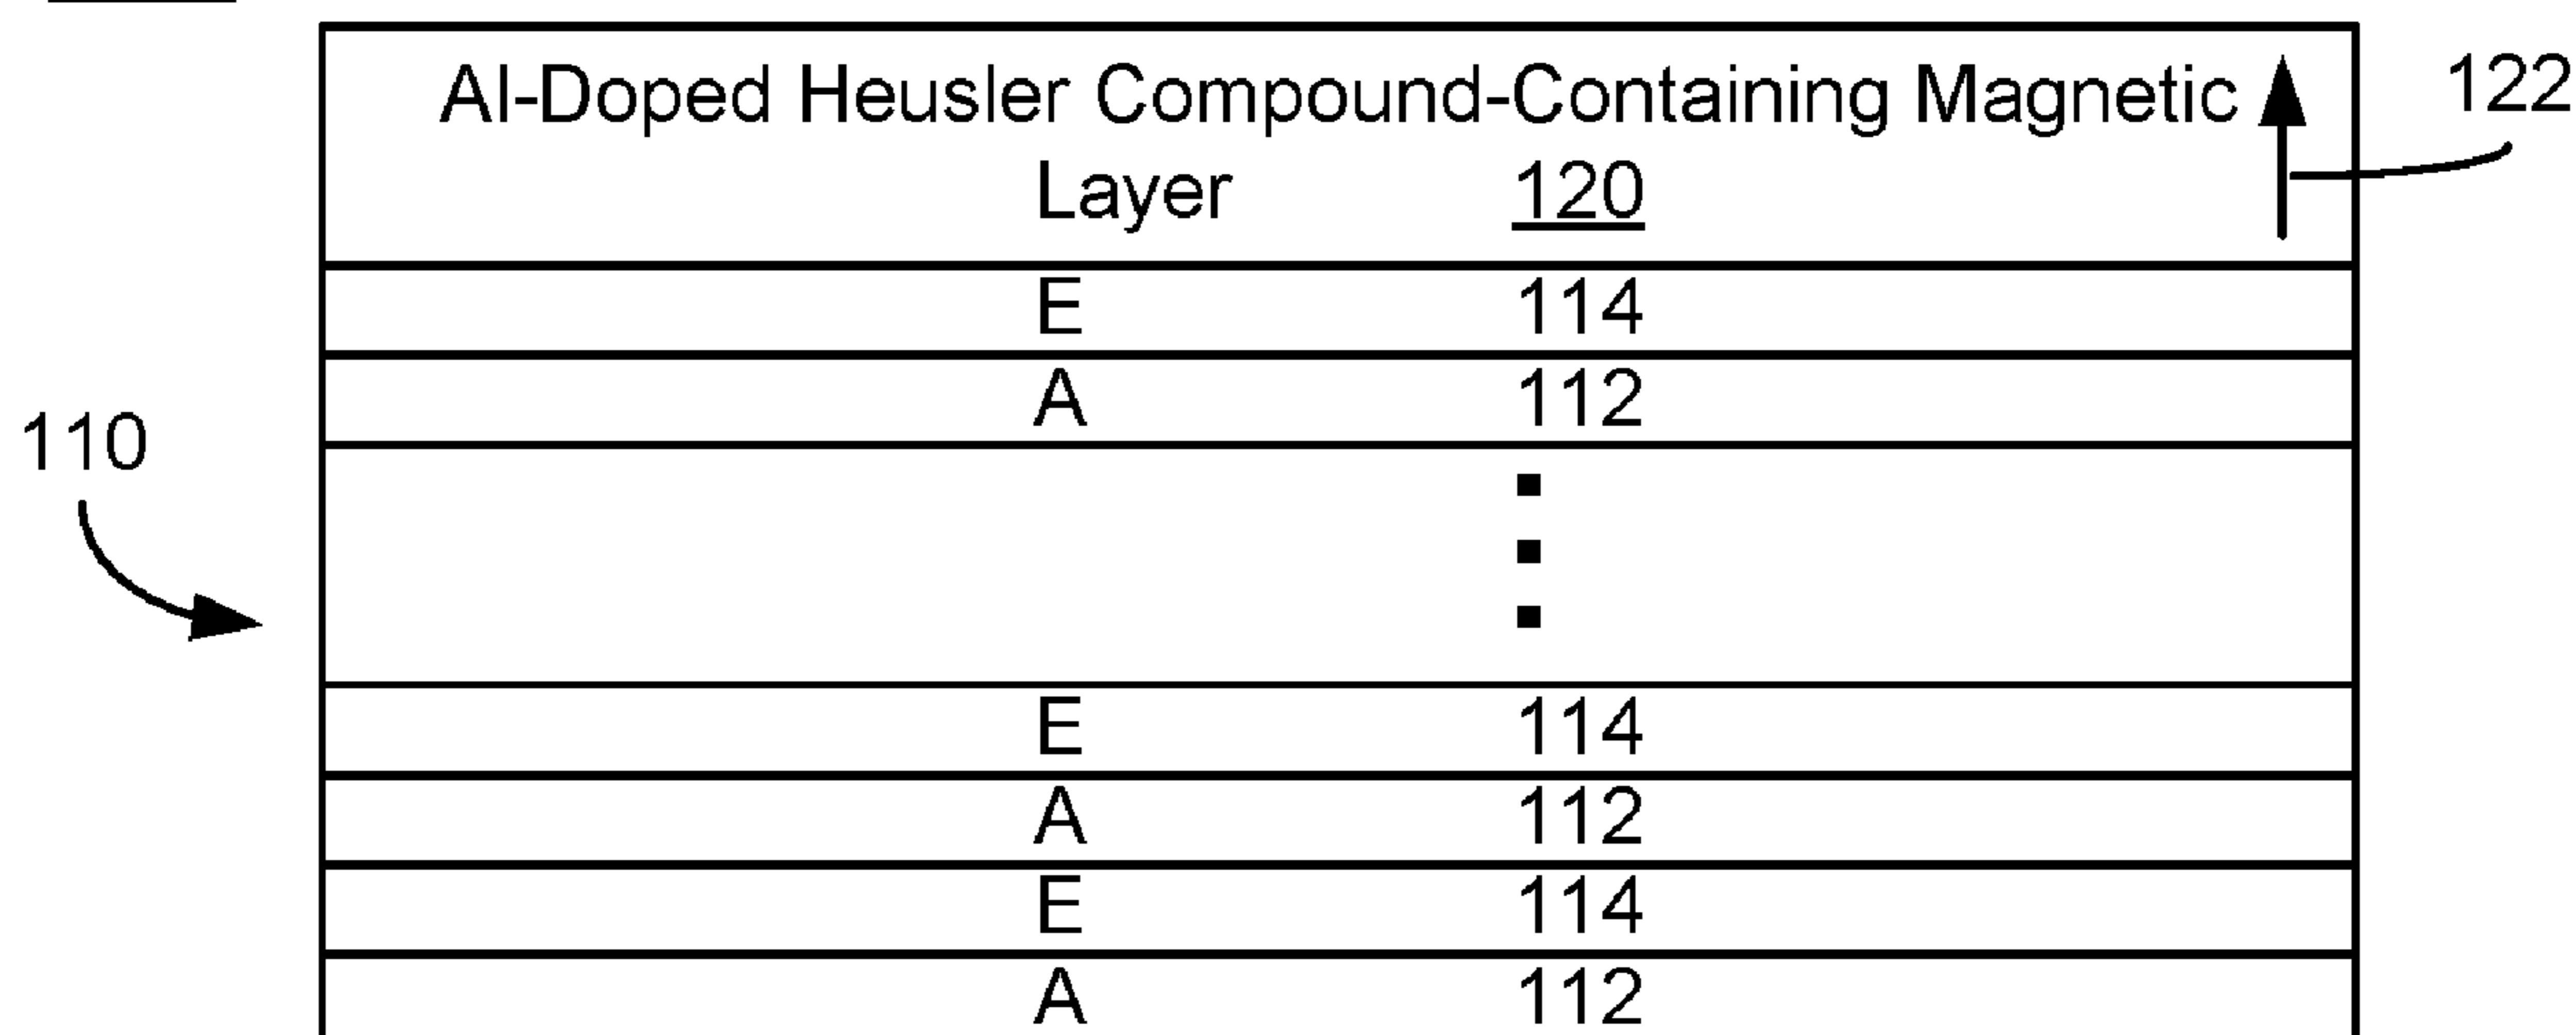 Al-Doped Heusler Compound-Containing Magnetic
122
Layer 120
E 114
A 112
110
E 114
A 112
E 114
A 112